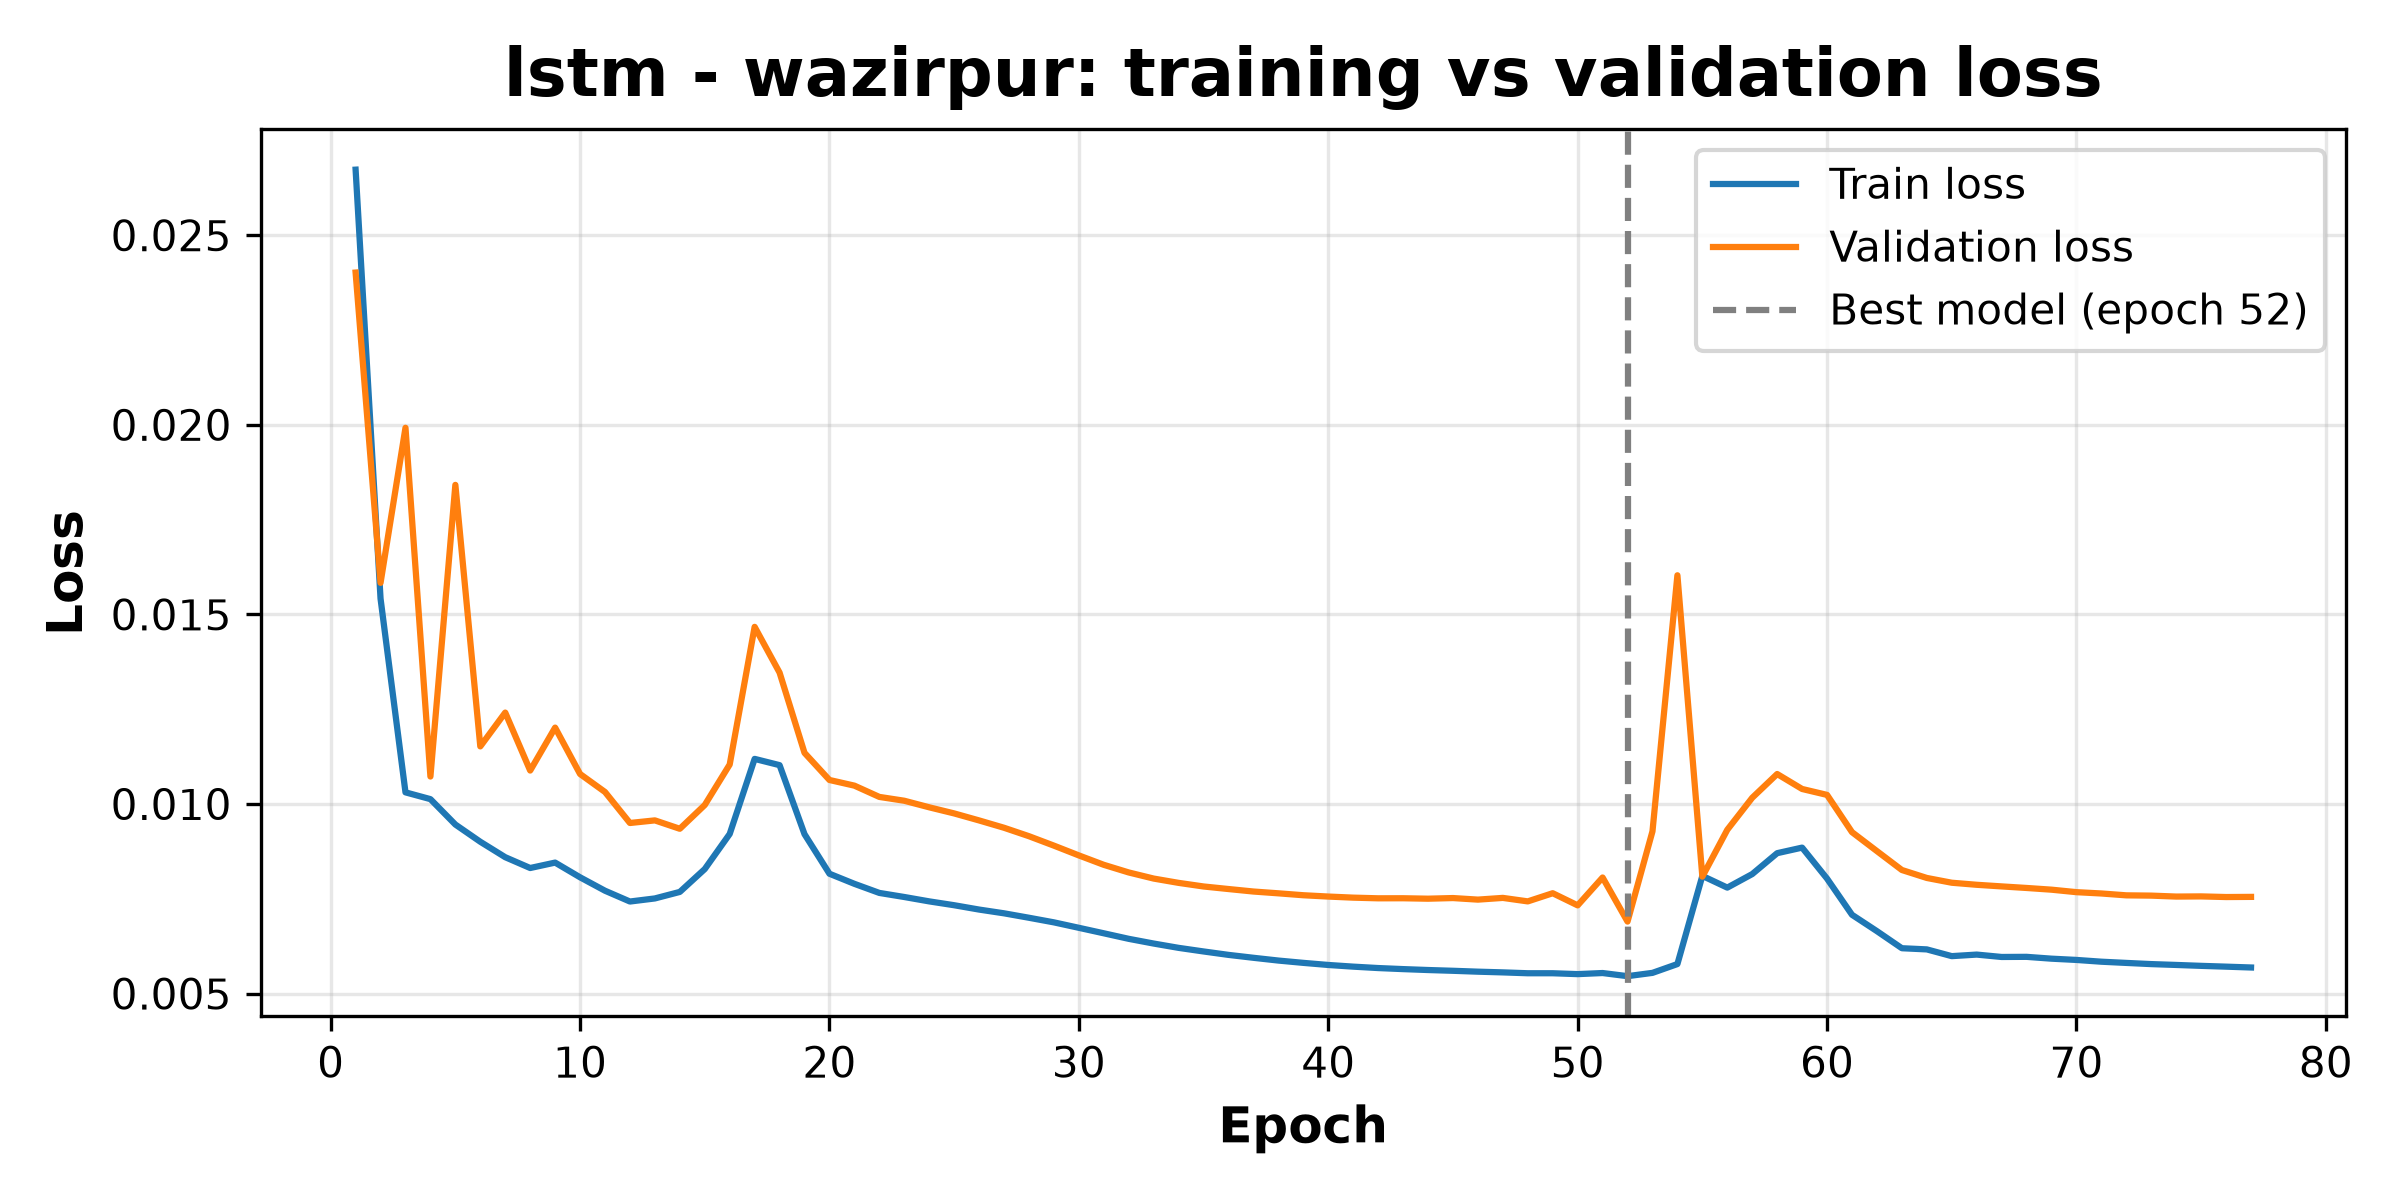 lstm - wazirpur: training vs validation loss
Train loss
Validation loss
Best model (epoch 52)
Loss
0.025
0.020
0.015
0.010
0.005
0 10 20 30 40 50 60 70 80
Epoch